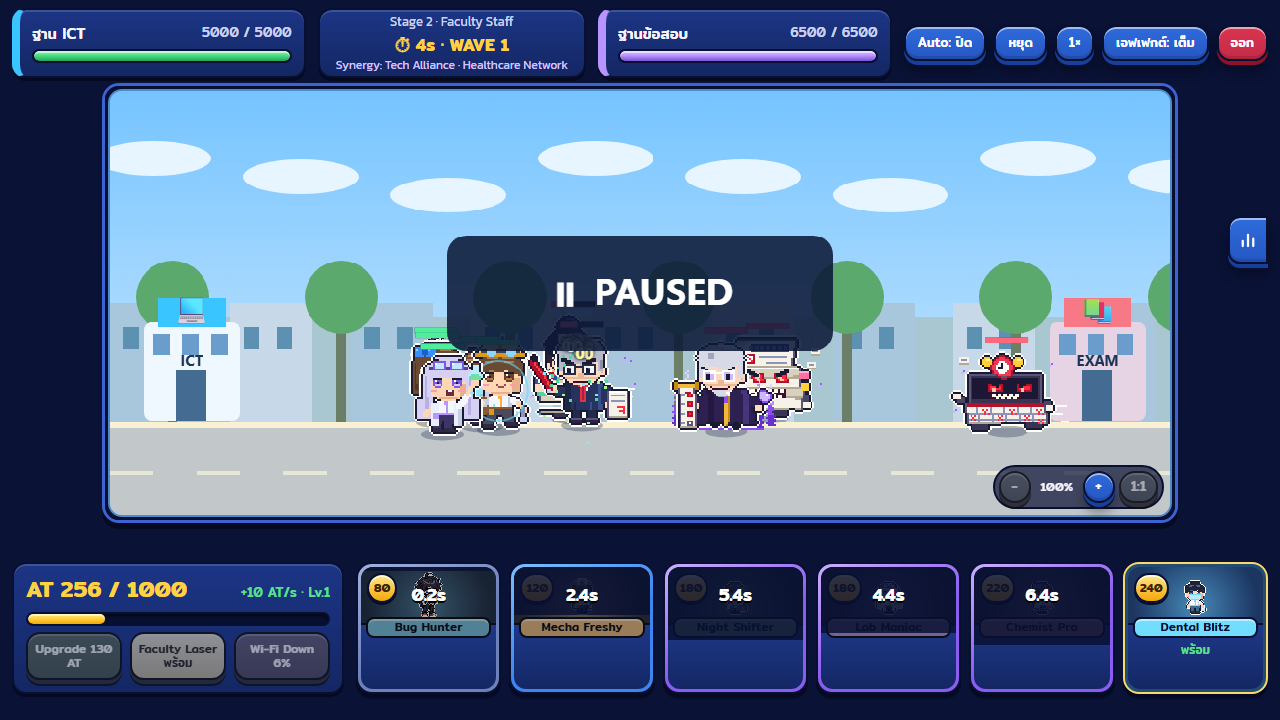 ฐาน ICT
5000 / 5000
Stage 2 · Faculty Staff
⏱ 4s · WAVE 1
Synergy: Tech Alliance · Healthcare Network
ฐานข้อสอบ
6500 / 6500
Auto: ปิด
หยุด
1×
เอฟเฟกต์: เต็ม
ออก
PAUSED
ICT
EXAM
-
100%
+
1:1
AT 256 / 1000
+10 AT/s · Lv.1
Upgrade 130
AT
Faculty Laser
พร้อม
Wi-Fi Down
6%
80
0.2s
Bug Hunter
120
2.4s
Mecha Freshy
180
5.4s
Night Shifter
180
4.4s
Lab Maniac
220
6.4s
Chemist Pro
240
Dental Blitz
พร้อม